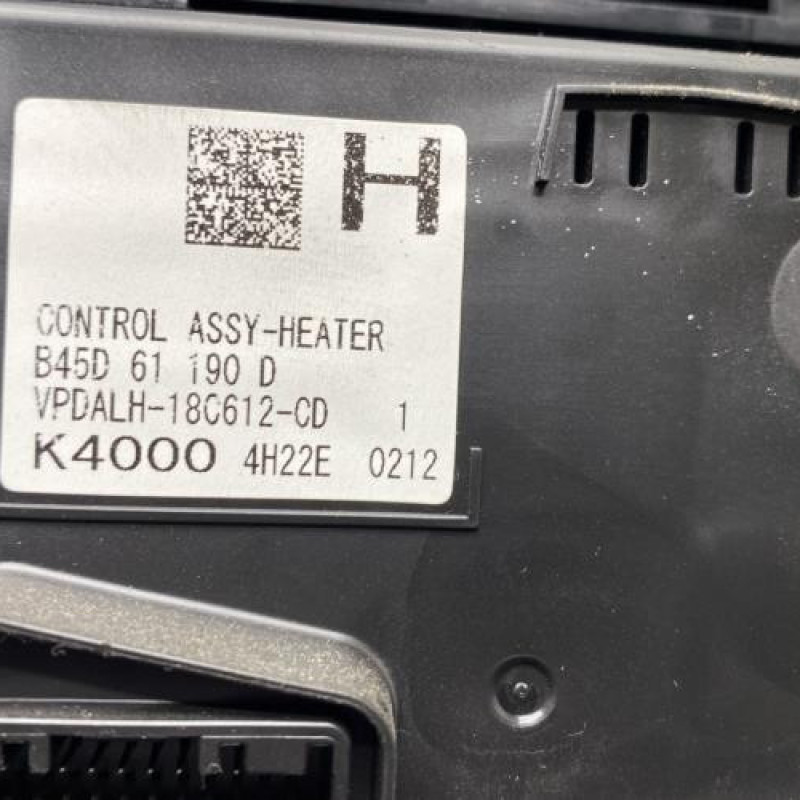 H
CONTROL ASSY-HEATER
B45D 61 190 D
VPDALH-18C612-CD 1
K4000 4H22E 0212